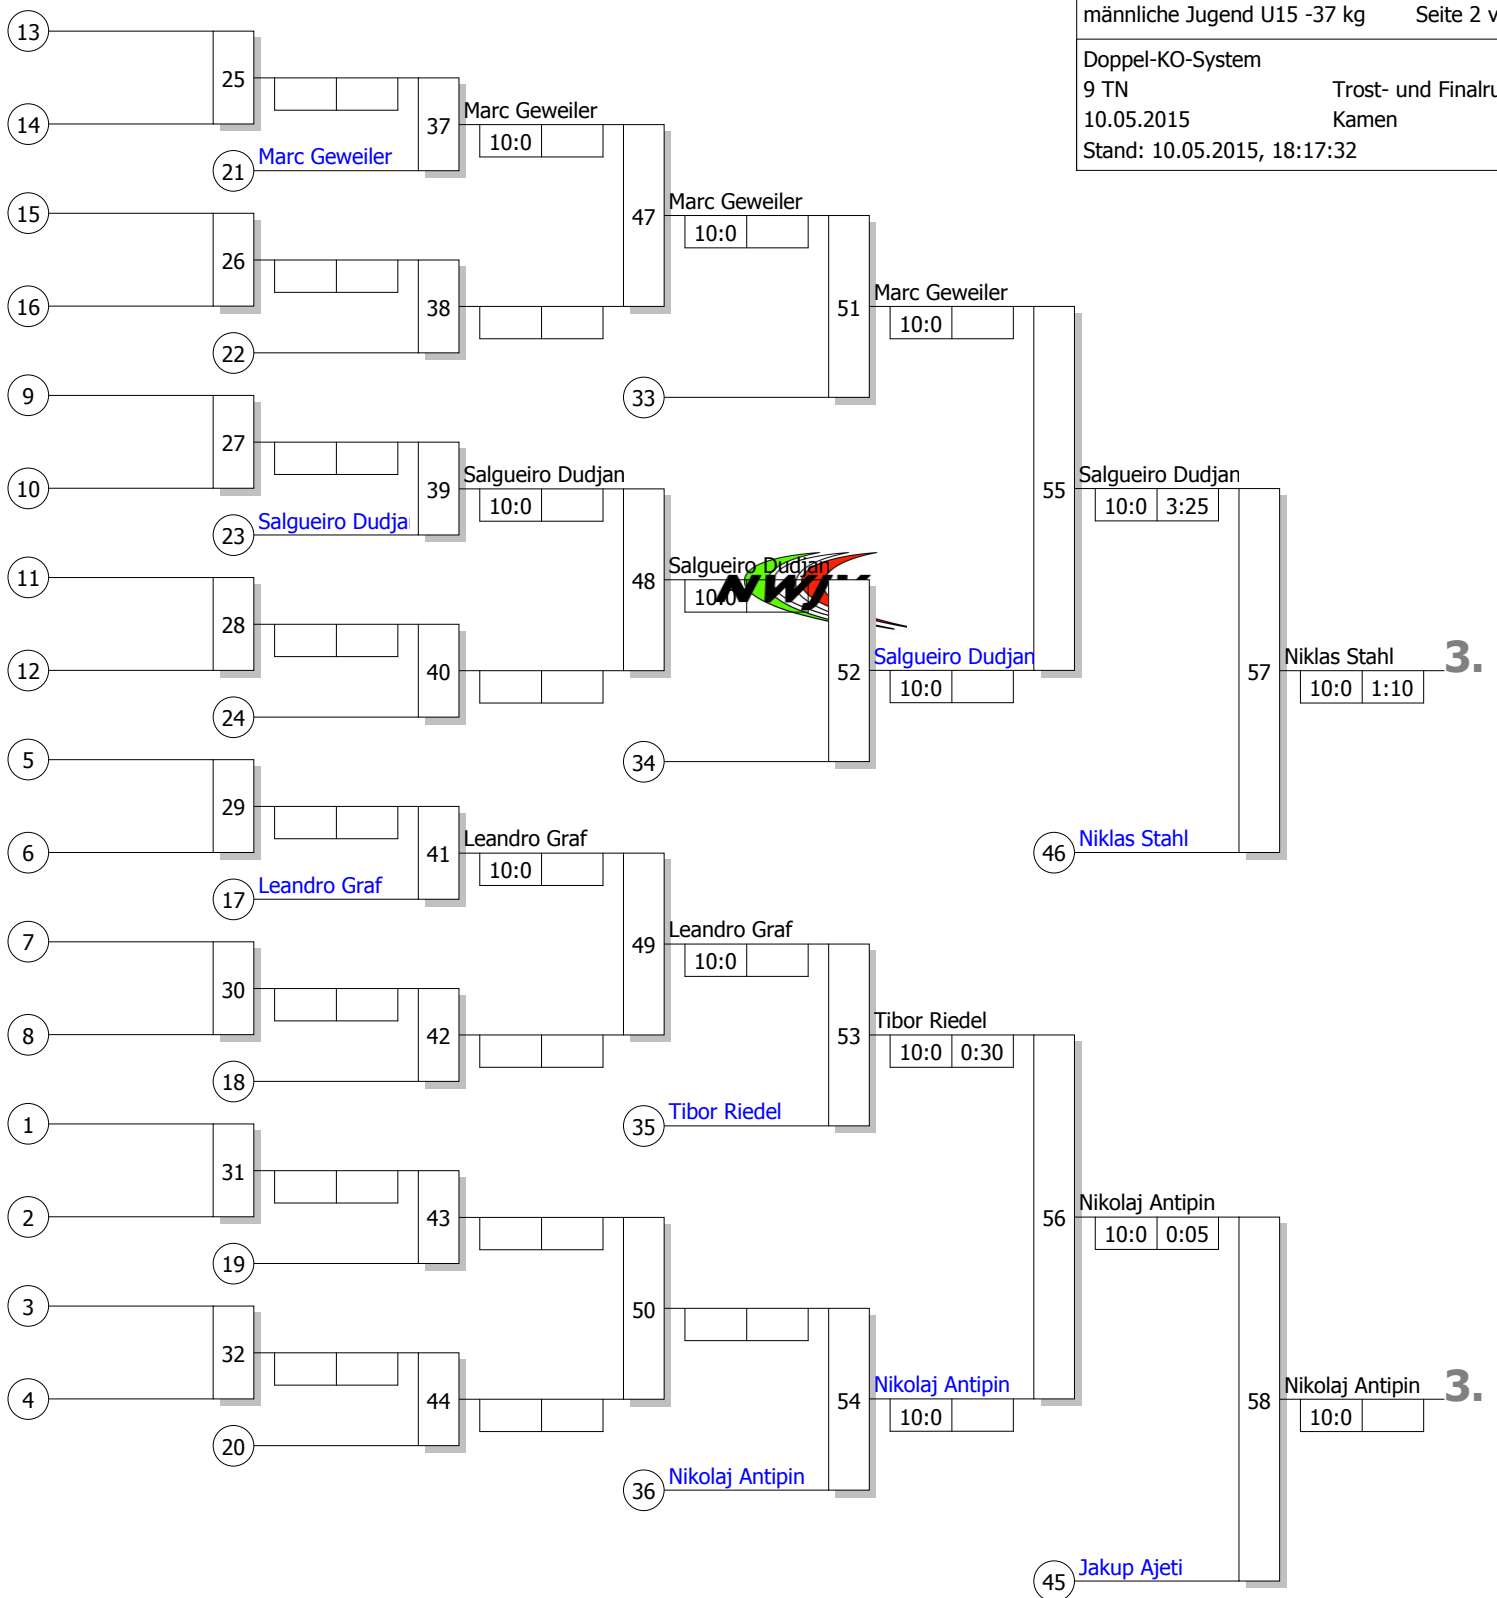 männliche Jugend U15 -37 kg Seite 2 v
Doppel-KO-System
9 TN Trost- und Finalru
10.05.2015 Kamen
Stand: 10.05.2015, 18:17:32
13
25
14
37
Marc Geweiler
10:0
21
Marc Geweiler
15
47
Marc Geweiler
10:0
26
16
38
22
51
Marc Geweiler
10:0
33
9
27
10
39
Salgueiro Dudjan
10:0
23
Salgueiro Dudja
55
Salgueiro Dudjan
10:0 3:25
11
48
Salgueiro Dudjan
10:0
NWJV
28
12
40
24
52
Salgueiro Dudjan
10:0
34
57
Niklas Stahl
10:0 1:10
3.
5
29
6
41
Leandro Graf
10:0
17
Leandro Graf
46
Niklas Stahl
7
49
Leandro Graf
10:0
30
8
42
18
53
Tibor Riedel
10:0 0:30
35
Tibor Riedel
1
31
2
43
19
56
Nikolaj Antipin
10:0 0:05
3
50
32
4
44
20
54
Nikolaj Antipin
10:0
36
Nikolaj Antipin
58
Nikolaj Antipin
10:0
3.
45
Jakup Ajeti